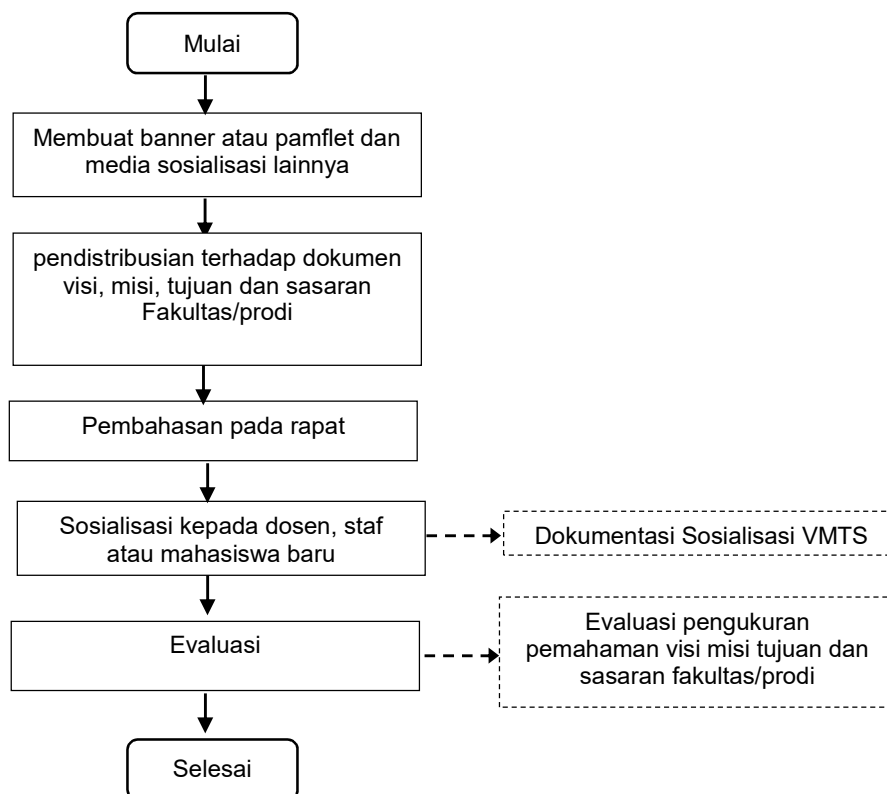 Mulai
Membuat banner atau pamflet dan
media sosialisasi lainnya
pendistribusian terhadap dokumen
visi, misi, tujuan dan sasaran
Fakultas/prodi
Pembahasan pada rapat
Sosialisasi kepada dosen, staf
atau mahasiswa baru
Dokumentasi Sosialisasi VMTS
Evaluasi
Evaluasi pengukuran
pemahaman visi misi tujuan dan
sasaran fakultas/prodi
Selesai